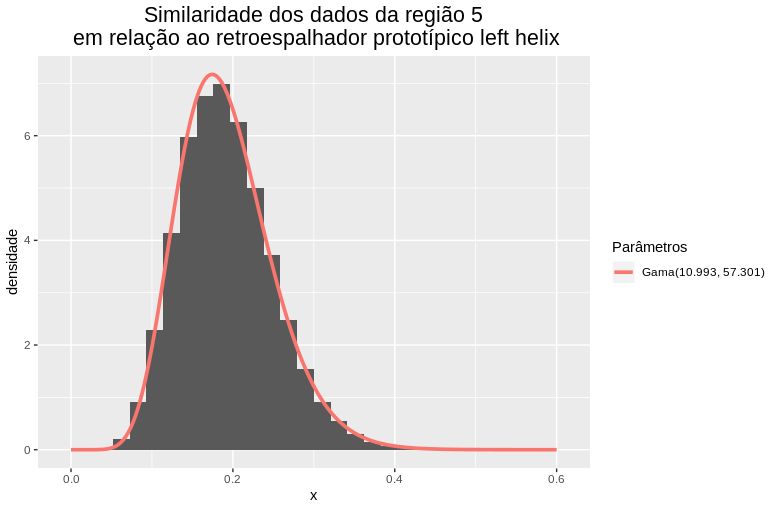 Similaridade dos dados da região 5
em relação ao retroespalhador prototípico left helix
densidade
6
4
2
0
0.0 0.2 0.4 0.6
x
Parâmetros
Gama(10.993, 57.301)